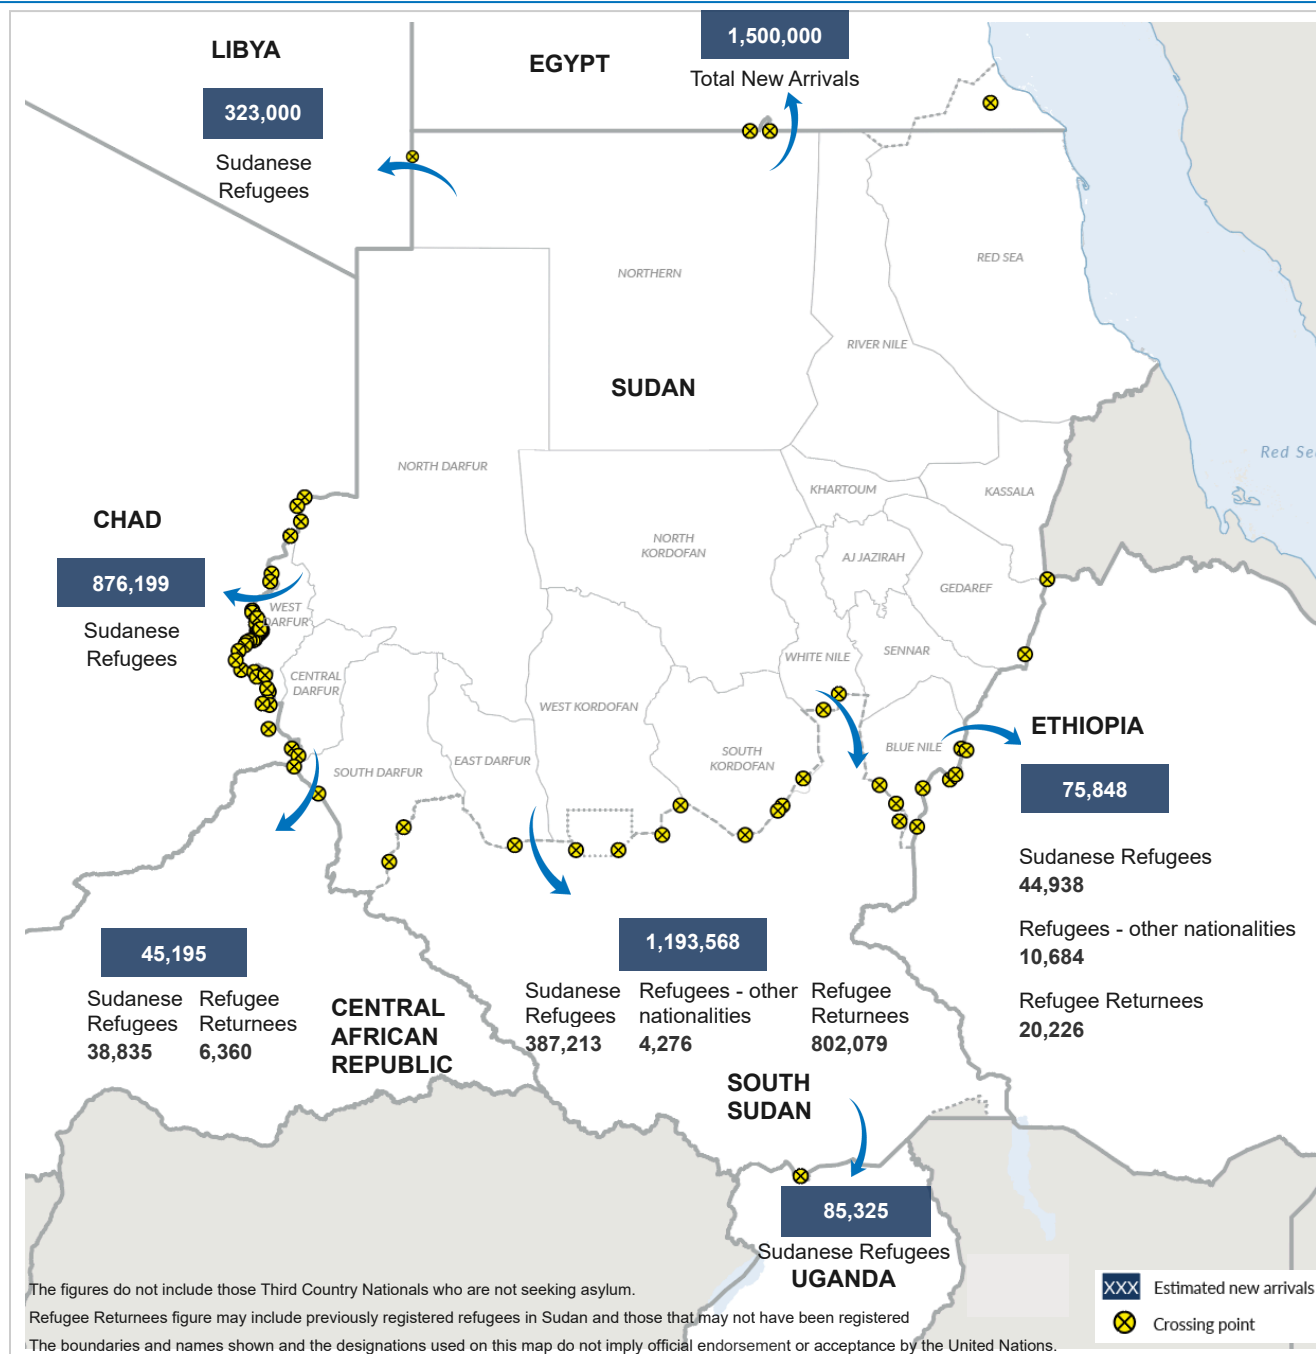 LIBYA
323,000
Sudanese
Refugees
EGYPT
1,500,000
Total New Arrivals
NORTHERN
RED SEA
RIVER NILE
SUDAN
NORTH DARFUR
KHARTOUM
KASSALA
Red Se
CHAD
876,199
Sudanese
Refugees
NORTH
KORDOFAN
AJ JAZIRAH
GEDAREF
WEST
DARFUR
CENTRAL
DARFUR
WHITE NILE
SENNAR
WEST KORDOFAN
SOUTH
KORDOFAN
BLUE NILE
EAST DARFUR
SOUTH DARFUR
ETHIOPIA
75,848
Sudanese Refugees
44,938
Refugees - other nationalities
10,684
Refugee Returnees
20,226
45,195
Sudanese
Refugees
38,835
Refugee
Returnees
6,360
CENTRAL
AFRICAN
REPUBLIC
1,193,568
Sudanese
Refugees
387,213
Refugees - other
nationalities
4,276
Refugee
Returnees
802,079
SOUTH
SUDAN
85,325
Sudanese Refugees
UGANDA
The figures do not include those Third Country Nationals who are not seeking asylum.
Refugee Returnees figure may include previously registered refugees in Sudan and those that may not have been registered
The boundaries and names shown and the designations used on this map do not imply official endorsement or acceptance by the United Nations.
XXX Estimated new arrivals
Crossing point